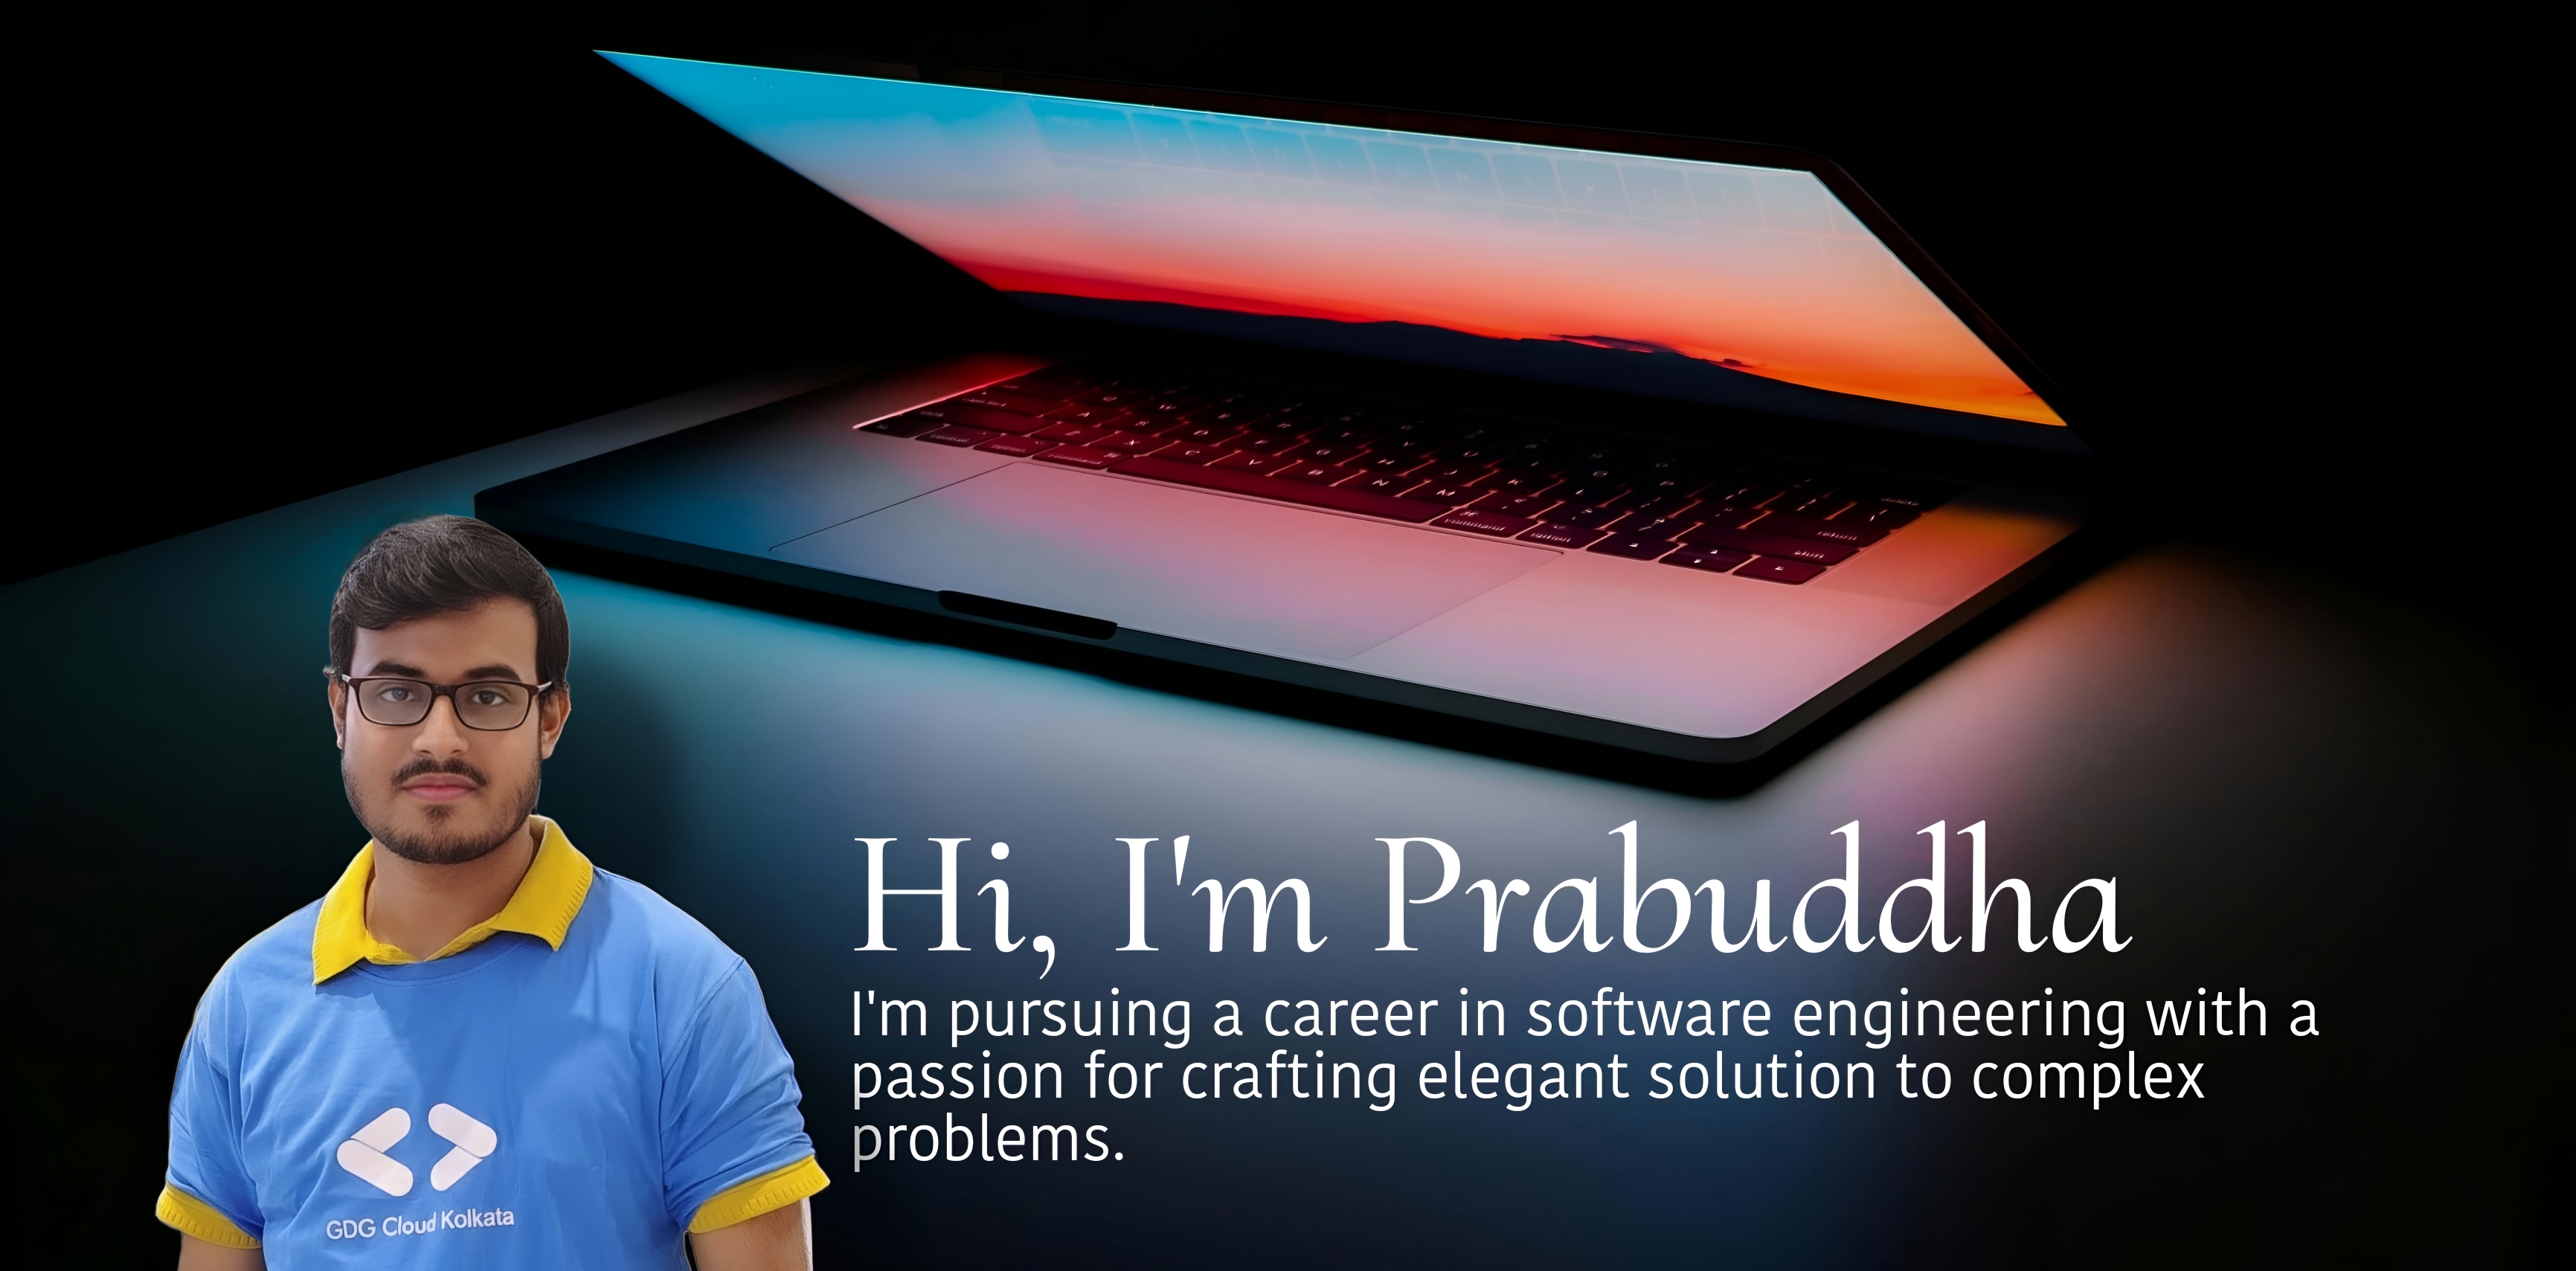 Hi, I'm Prabuddha
I'm pursuing a career in software engineering with a
passion for crafting elegant solution to complex
problems.
GDG Cloud Kolkata